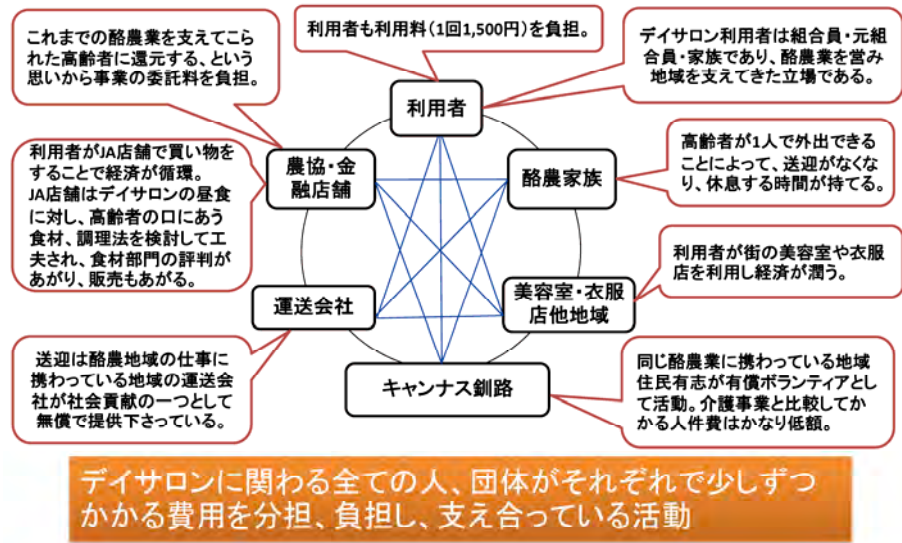 これまでの酪農業を支えてこら
れた高齢者に還元する、という
思いから事業の委託料を負担。
利用者も利用料(1回1,500円)を負担。
デイサロン利用者は組合員・元組
合員・家族であり、酪農業を営み
地域を支えてきた立場である。
利用者
利用者がJA店舗で買い物を
することで経済が循環。
JA店舗はデイサロンの昼食
に対し、高齢者の口にあう
食材、調理法を検討して工
夫され、食材部門の評判が
あがり、販売もあがる。
農協・金
融店舗
酪農家族
高齢者が1人で外出できる
ことによって、送迎がなくな
り、休息する時間が持てる。
運送会社
美容室・衣服
店他地域
利用者が街の美容室や衣服
店を利用し経済が潤う。
送迎は酪農地域の仕事に
携わっている地域の運送会
社が社会貢献の一つとして
無償で提供下さっている。
キャンナス釧路
同じ酪農業に携わっている地域
住民有志が有償ボランティアとし
て活動。介護事業と比較してか
かる人件費はかなり低額。
デイサロンに関わる全ての人、団体がそれぞれで少しずつ
かかる費用を分担、負担し、支え合っている活動